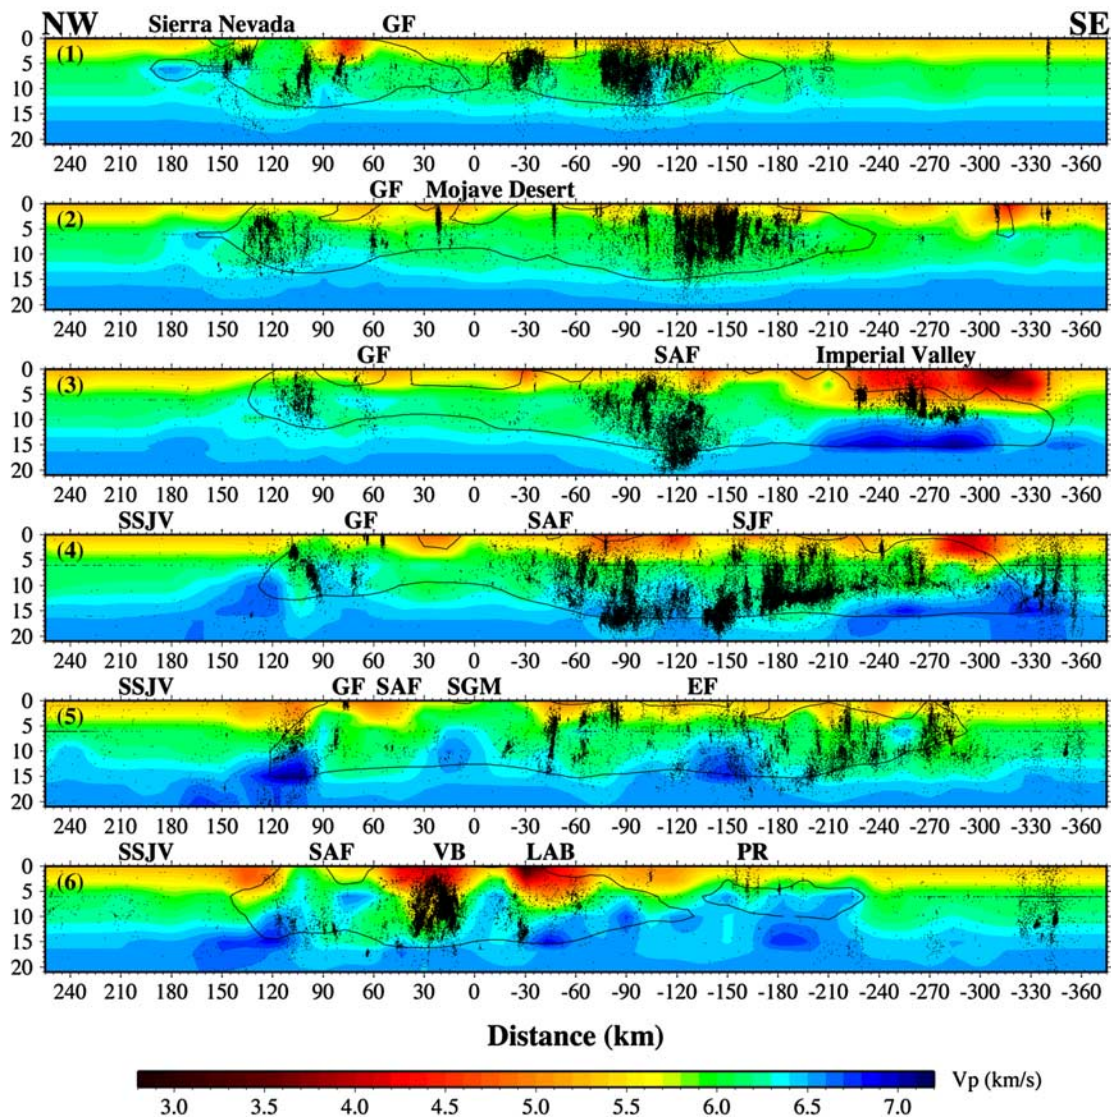 NW Sierra Nevada GF SE
(1)
0
5
10
15
20
240 210 180 150 120 90 60 30 0 -30 -60 -90 -120 -150 -180 -210 -240 -270 -300 -330 -360
GF Mojave Desert
(2)
0
5
10
15
20
240 210 180 150 120 90 60 30 0 -30 -60 -90 -120 -150 -180 -210 -240 -270 -300 -330 -360
GF SAF Imperial Valley
(3)
0
5
10
15
20
240 210 180 150 120 90 60 30 0 -30 -60 -90 -120 -150 -180 -210 -240 -270 -300 -330 -360
SSJV GF SAF SJF
(4)
0
5
10
15
20
240 210 180 150 120 90 60 30 0 -30 -60 -90 -120 -150 -180 -210 -240 -270 -300 -330 -360
SSJV GF SAF SGM EF
(5)
0
5
10
15
20
240 210 180 150 120 90 60 30 0 -30 -60 -90 -120 -150 -180 -210 -240 -270 -300 -330 -360
SSJV SAF VB LAB PR
(6)
0
5
10
15
20
240 210 180 150 120 90 60 30 0 -30 -60 -90 -120 -150 -180 -210 -240 -270 -300 -330 -360
Distance (km)
Vp (km/s)
3.0 3.5 4.0 4.5 5.0 5.5 6.0 6.5 7.0